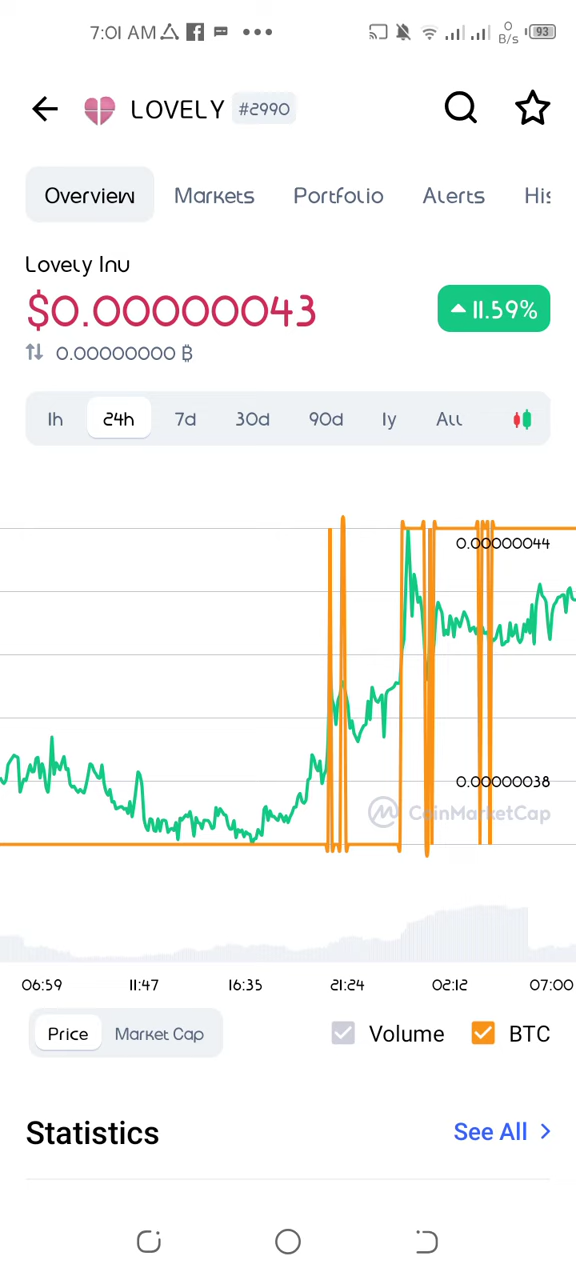 7:01 AM
0
B/s
93
LOVELY #2990
Overview Markets Portfolio Alerts His
Lovely Inu
$0.00000043
11.59%
0.00000000 ₿
1h 24h 7d 30d 90d 1y ALL
0.00000044
0.00000038
CoinMarketCap
06:59 11:47 16:35 21:24 02:12 07:00
Price Market Cap Volume BTC
Statistics See All